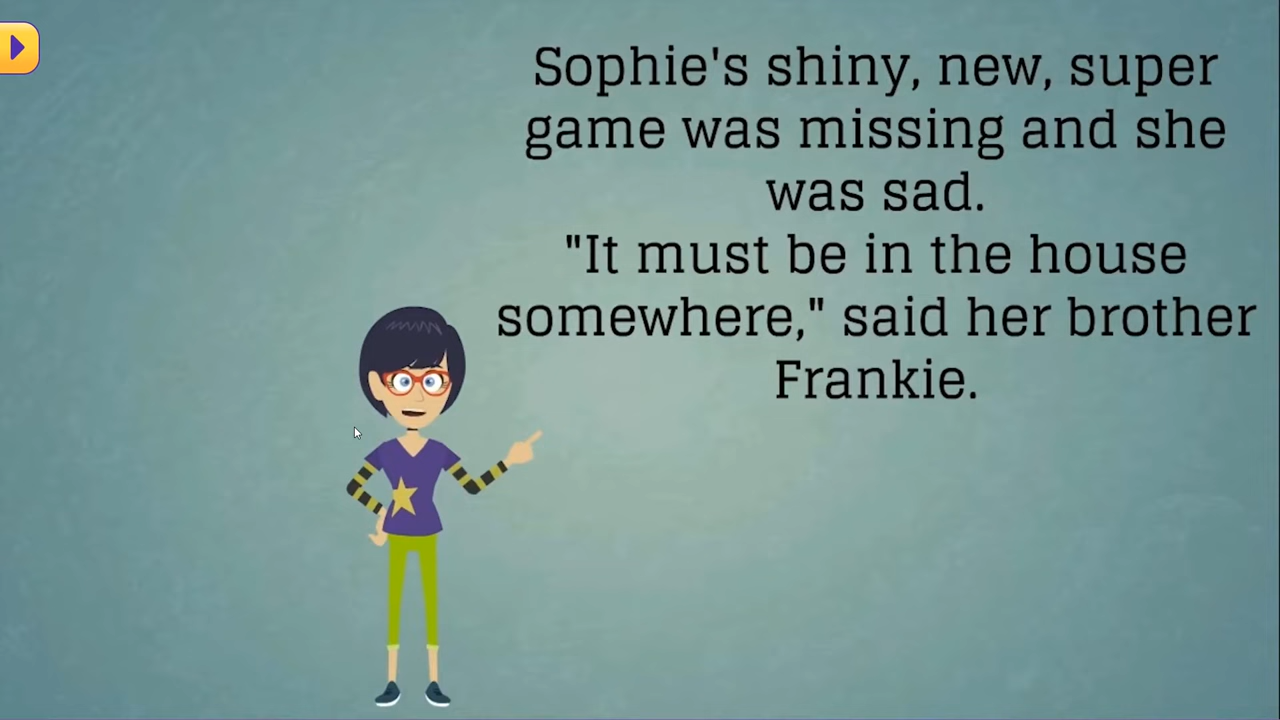 Sophie's shiny, new, super
game was missing and she
was sad.
"It must be in the house
somewhere," said her brother
Frankie.